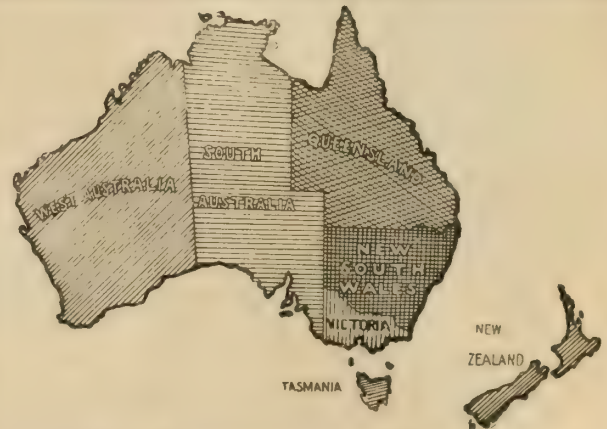 WEST AUSTRALIA
SOUTH
AUSTRALIA
QUEENSLAND
NEW
SOUTH
WALES
VICTORIA
TASMANIA
NEW
ZEALAND